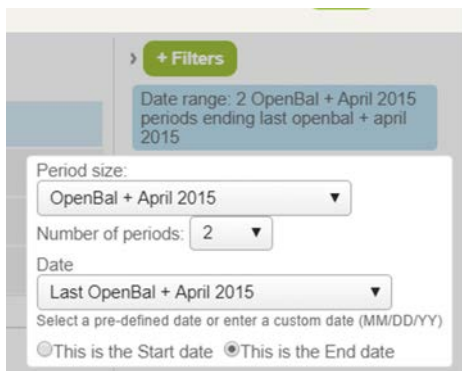 + Filters
Date range: 2 OpenBal + April 2015
periods ending last openbal + april
2015
Period size:
OpenBal + April 2015
Number of periods: 2
Date
Last OpenBal + April 2015
Select a pre-defined date or enter a custom date (MM/DD/YY)
This is the Start date This is the End date